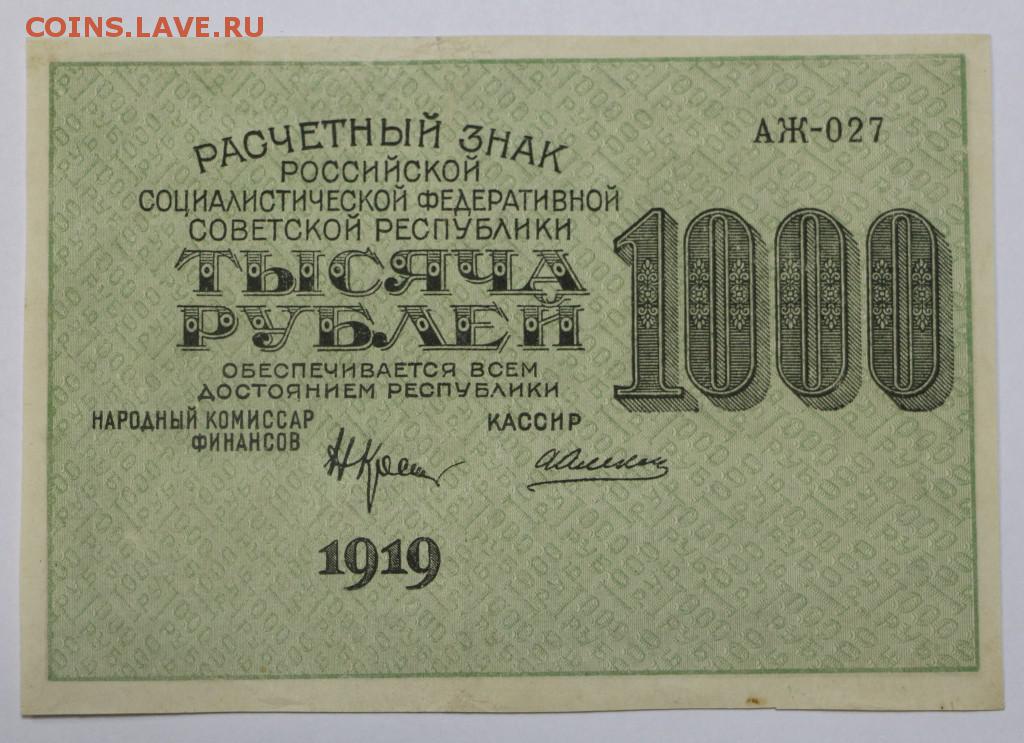 COINS.LAVE.RU
АЖ-027
РАСЧЕТНЫЙ ЗНАК
РОССИЙСКОЙ
СОЦИАЛИСТИЧЕСКОЙ ФЕДЕРАТИВНОЙ
СОВЕТСКОЙ РЕСПУБЛИКИ
ТЫСЯЧА
РУБЛЕЙ
1000
ОБЕСПЕЧИВАЕТСЯ ВСЕМ
ДОСТОЯНИЕМ РЕСПУБЛИКИ
НАРОДНЫЙ КОМИССАР
ФИНАНСОВ
КАССИР
1919